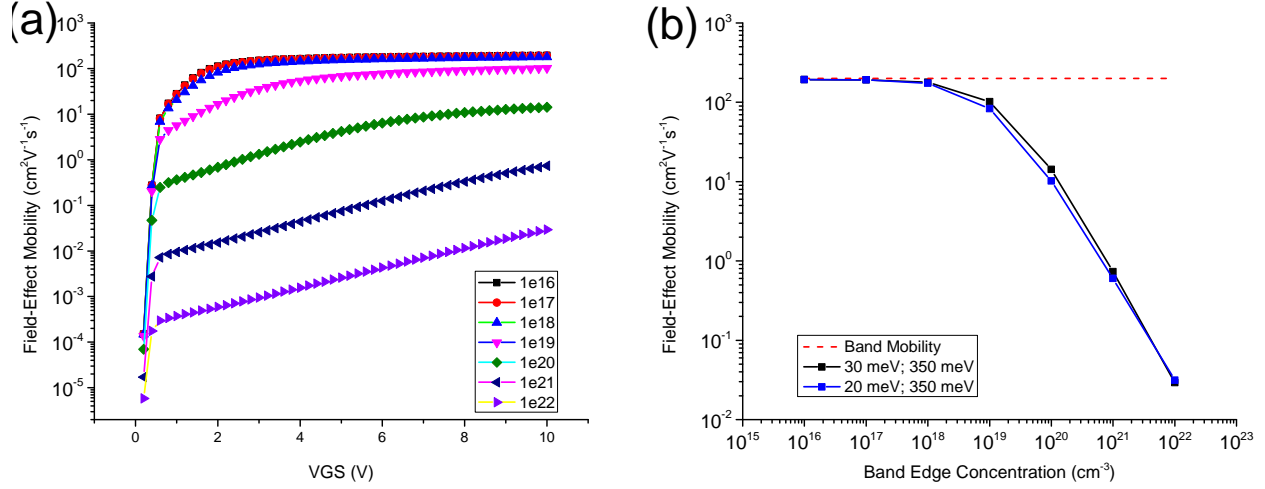 (a)
Field-Effect Mobility (cm²V⁻¹s⁻¹)
10³
10²
10¹
10⁰
10⁻¹
10⁻²
10⁻³
10⁻⁴
10⁻⁵
0
2
4
6
8
10
VGS (V)
1e16
1e17
1e18
1e19
1e20
1e21
1e22
(b)
Field-Effect Mobility (cm²V⁻¹s⁻¹)
10³
10²
10¹
10⁰
10⁻¹
10⁻²
10¹⁵
10¹⁶
10¹⁷
10¹⁸
10¹⁹
10²⁰
10²¹
10²²
10²³
Band Edge Concentration (cm⁻³)
Band Mobility
30 meV; 350 meV
20 meV; 350 meV